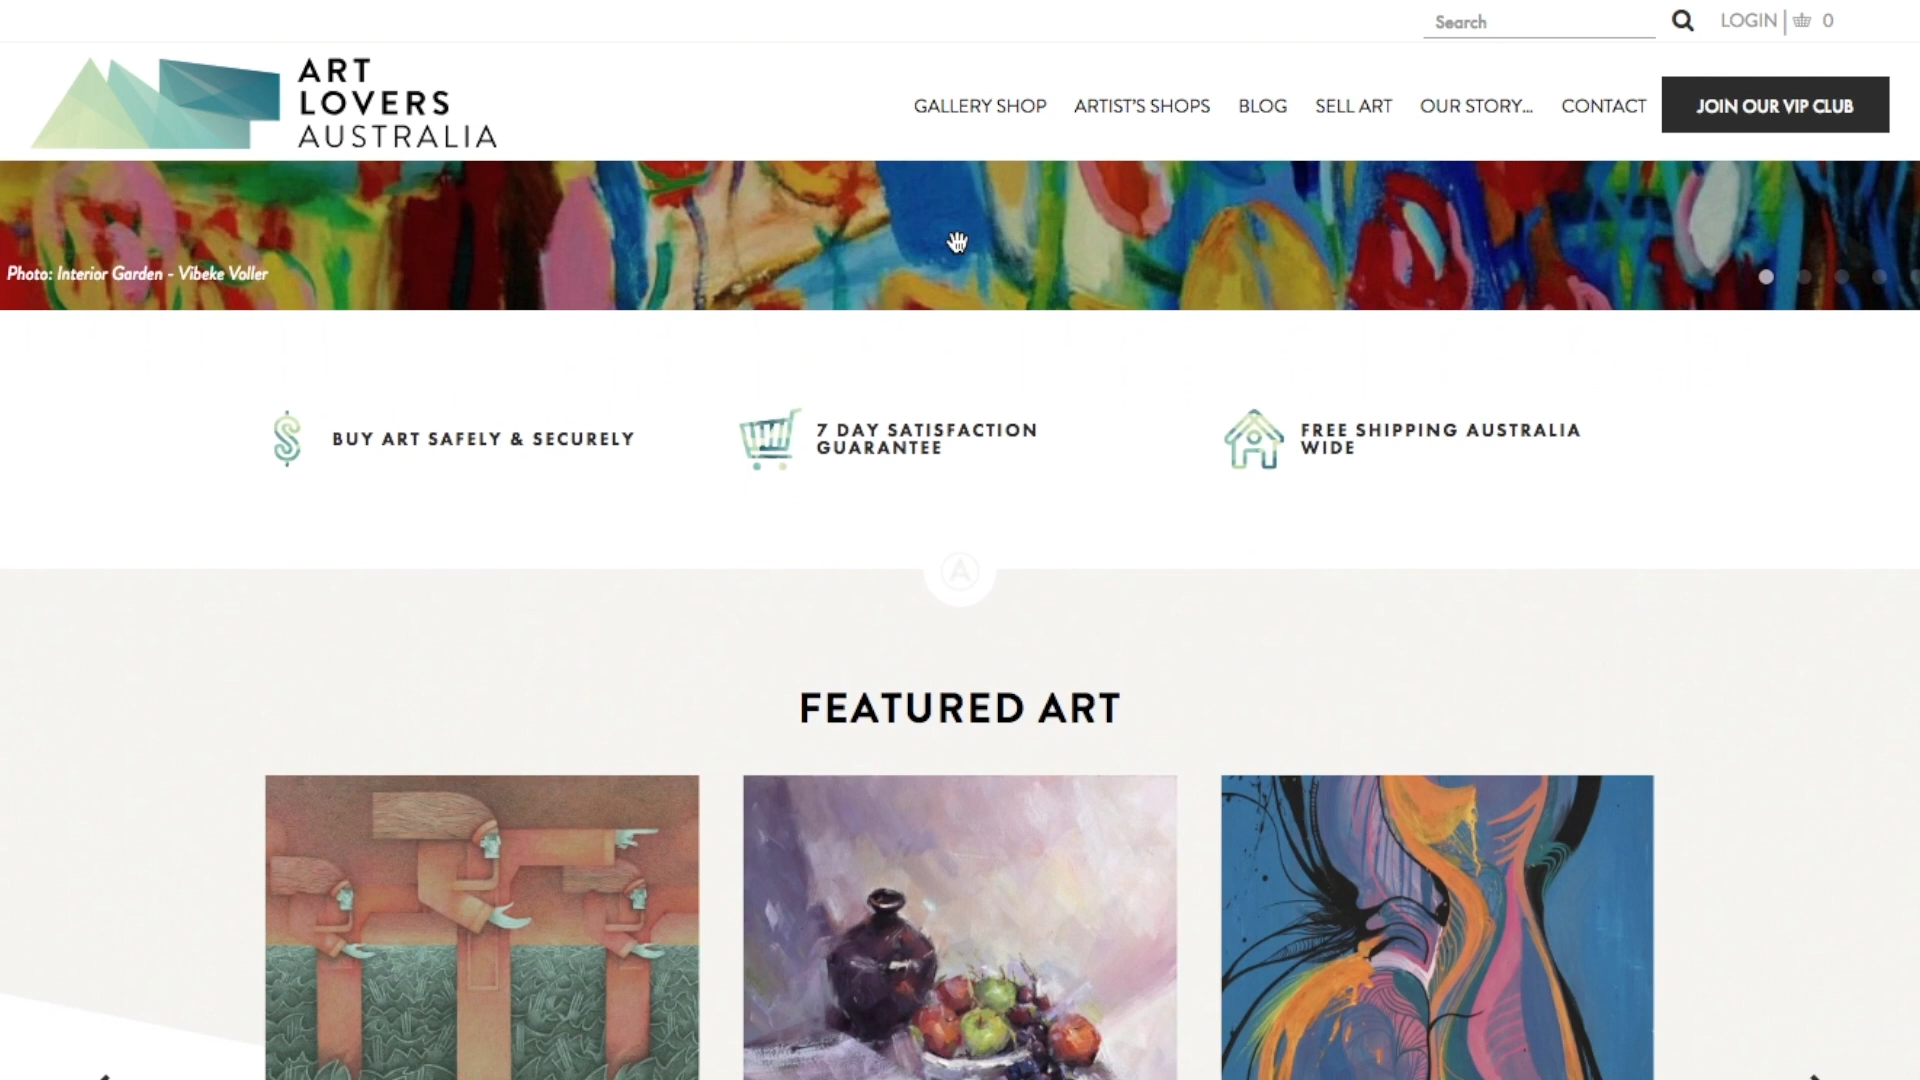 Search
LOGIN | 0
ART
LOVERS
AUSTRALIA
GALLERY SHOP
ARTIST'S SHOPS
BLOG
SELL ART
OUR STORY...
CONTACT
JOIN OUR VIP CLUB
Photo: Interior Garden - Vibeke Voller
BUY ART SAFELY & SECURELY
7 DAY SATISFACTION
GUARANTEE
FREE SHIPPING AUSTRALIA
WIDE
A
FEATURED ART